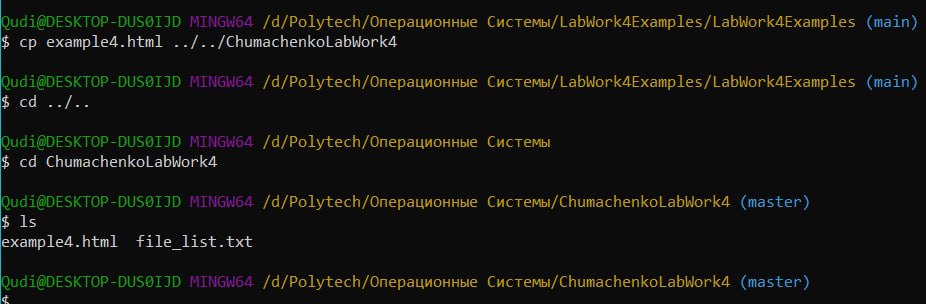 Qudi@DESKTOP-DUS0IJD MINGW64 /d/Polytech/Операционные Системы/LabWork4Examples/LabWork4Examples (main)
$ cp example4.html ../../ChumachenkoLabWork4
Qudi@DESKTOP-DUS0IJD MINGW64 /d/Polytech/Операционные Системы/LabWork4Examples/LabWork4Examples (main)
$ cd ../..
Qudi@DESKTOP-DUS0IJD MINGW64 /d/Polytech/Операционные Системы
$ cd ChumachenkoLabWork4
Qudi@DESKTOP-DUS0IJD MINGW64 /d/Polytech/Операционные Системы/ChumachenkoLabWork4 (master)
$ ls
example4.html  file_list.txt
Qudi@DESKTOP-DUS0IJD MINGW64 /d/Polytech/Операционные Системы/ChumachenkoLabWork4 (master)
$